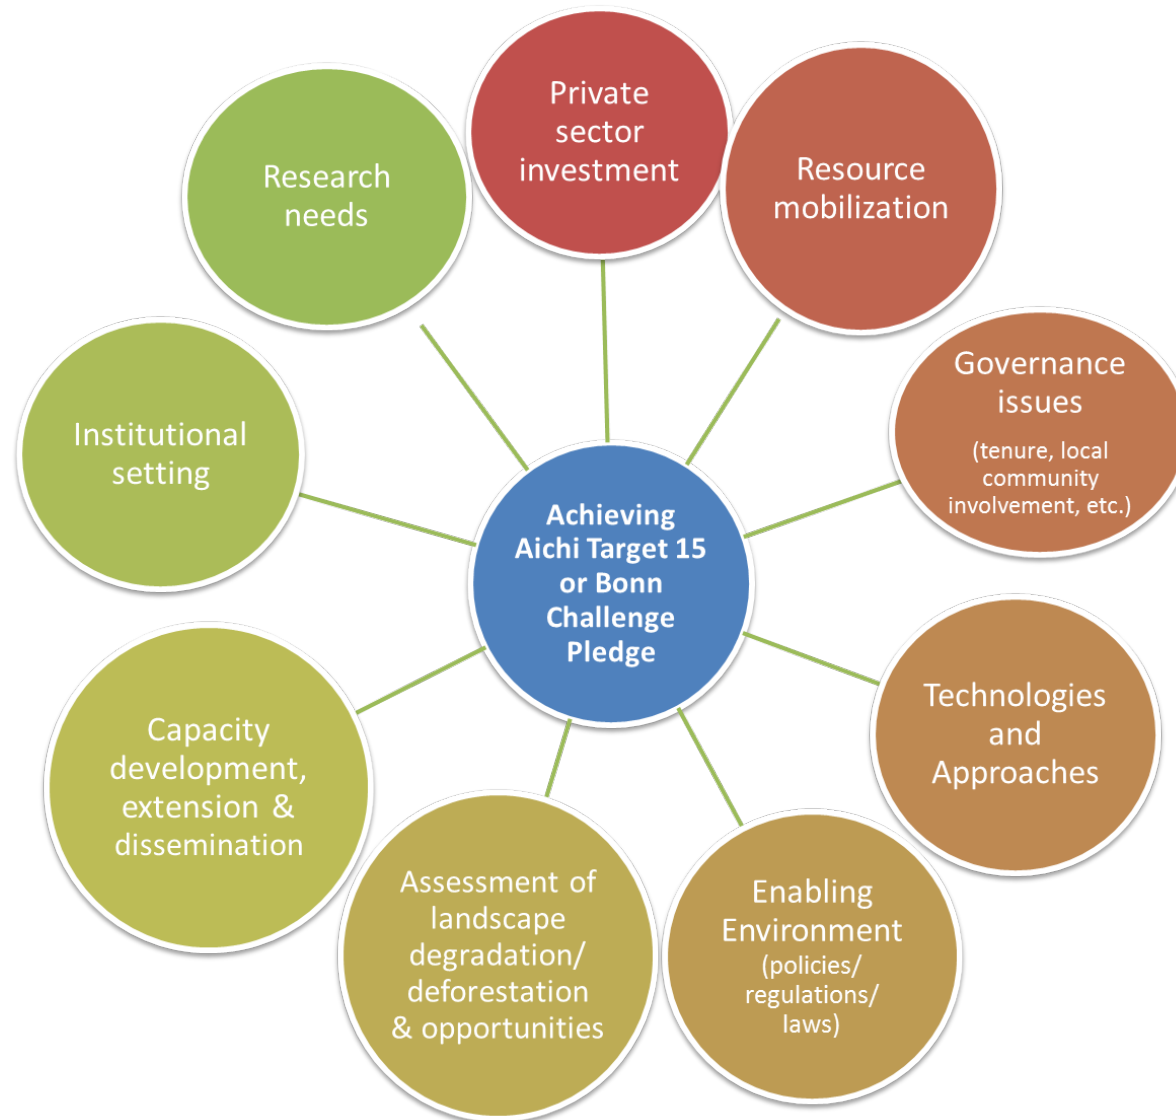 Private
sector
investment
Resource
mobilization
Governance
issues
(tenure, local
community
involvement, etc.)
Technologies
and
Approaches
Enabling
Environment
(policies/
regulations/
laws)
Assessment of
landscape
degradation/
deforestation
& opportunities
Capacity
development,
extension &
dissemination
Institutional
setting
Research
needs
Achieving
Aichi Target 15
or Bonn
Challenge
Pledge